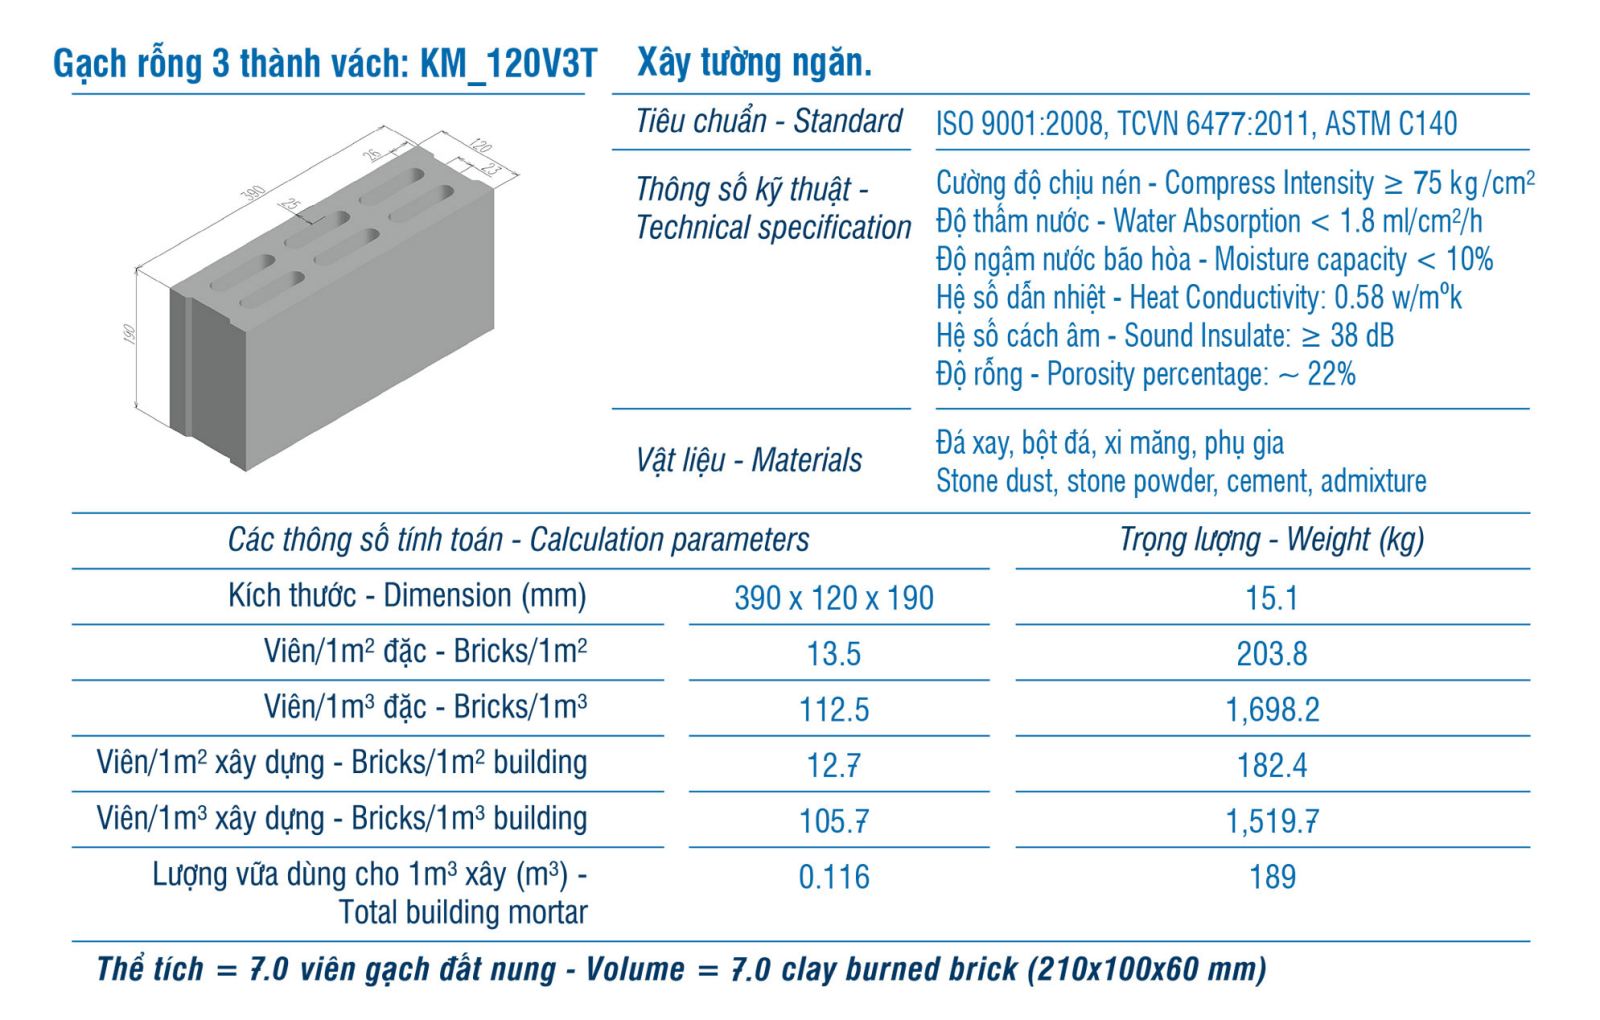 Gạch rỗng 3 thành vách: KM_120V3T
Xây tường ngăn.
390
120
26
23
25
190
Tiêu chuẩn - Standard
ISO 9001:2008, TCVN 6477:2011, ASTM C140
Thông số kỹ thuật -
Technical specification
Cường độ chịu nén - Compress Intensity ≥ 75 kg/cm²
Độ thấm nước - Water Absorption < 1.8 ml/cm²/h
Độ ngậm nước bão hòa - Moisture capacity < 10%
Hệ số dẫn nhiệt - Heat Conductivity: 0.58 w/mºk
Hệ số cách âm - Sound Insulate: ≥ 38 dB
Độ rỗng - Porosity percentage: ~ 22%
Vật liệu - Materials
Đá xay, bột đá, xi măng, phụ gia
Stone dust, stone powder, cement, admixture
Các thông số tính toán - Calculation parameters
Trọng lượng - Weight (kg)
Kích thước - Dimension (mm) 390 x 120 x 190 15.1
Viên/1m² đặc - Bricks/1m² 13.5 203.8
Viên/1m³ đặc - Bricks/1m³ 112.5 1,698.2
Viên/1m² xây dựng - Bricks/1m² building 12.7 182.4
Viên/1m³ xây dựng - Bricks/1m³ building 105.7 1,519.7
Lượng vữa dùng cho 1m³ xây (m³) - 0.116 189
Total building mortar
Thể tích = 7.0 viên gạch đất nung - Volume = 7.0 clay burned brick (210x100x60 mm)